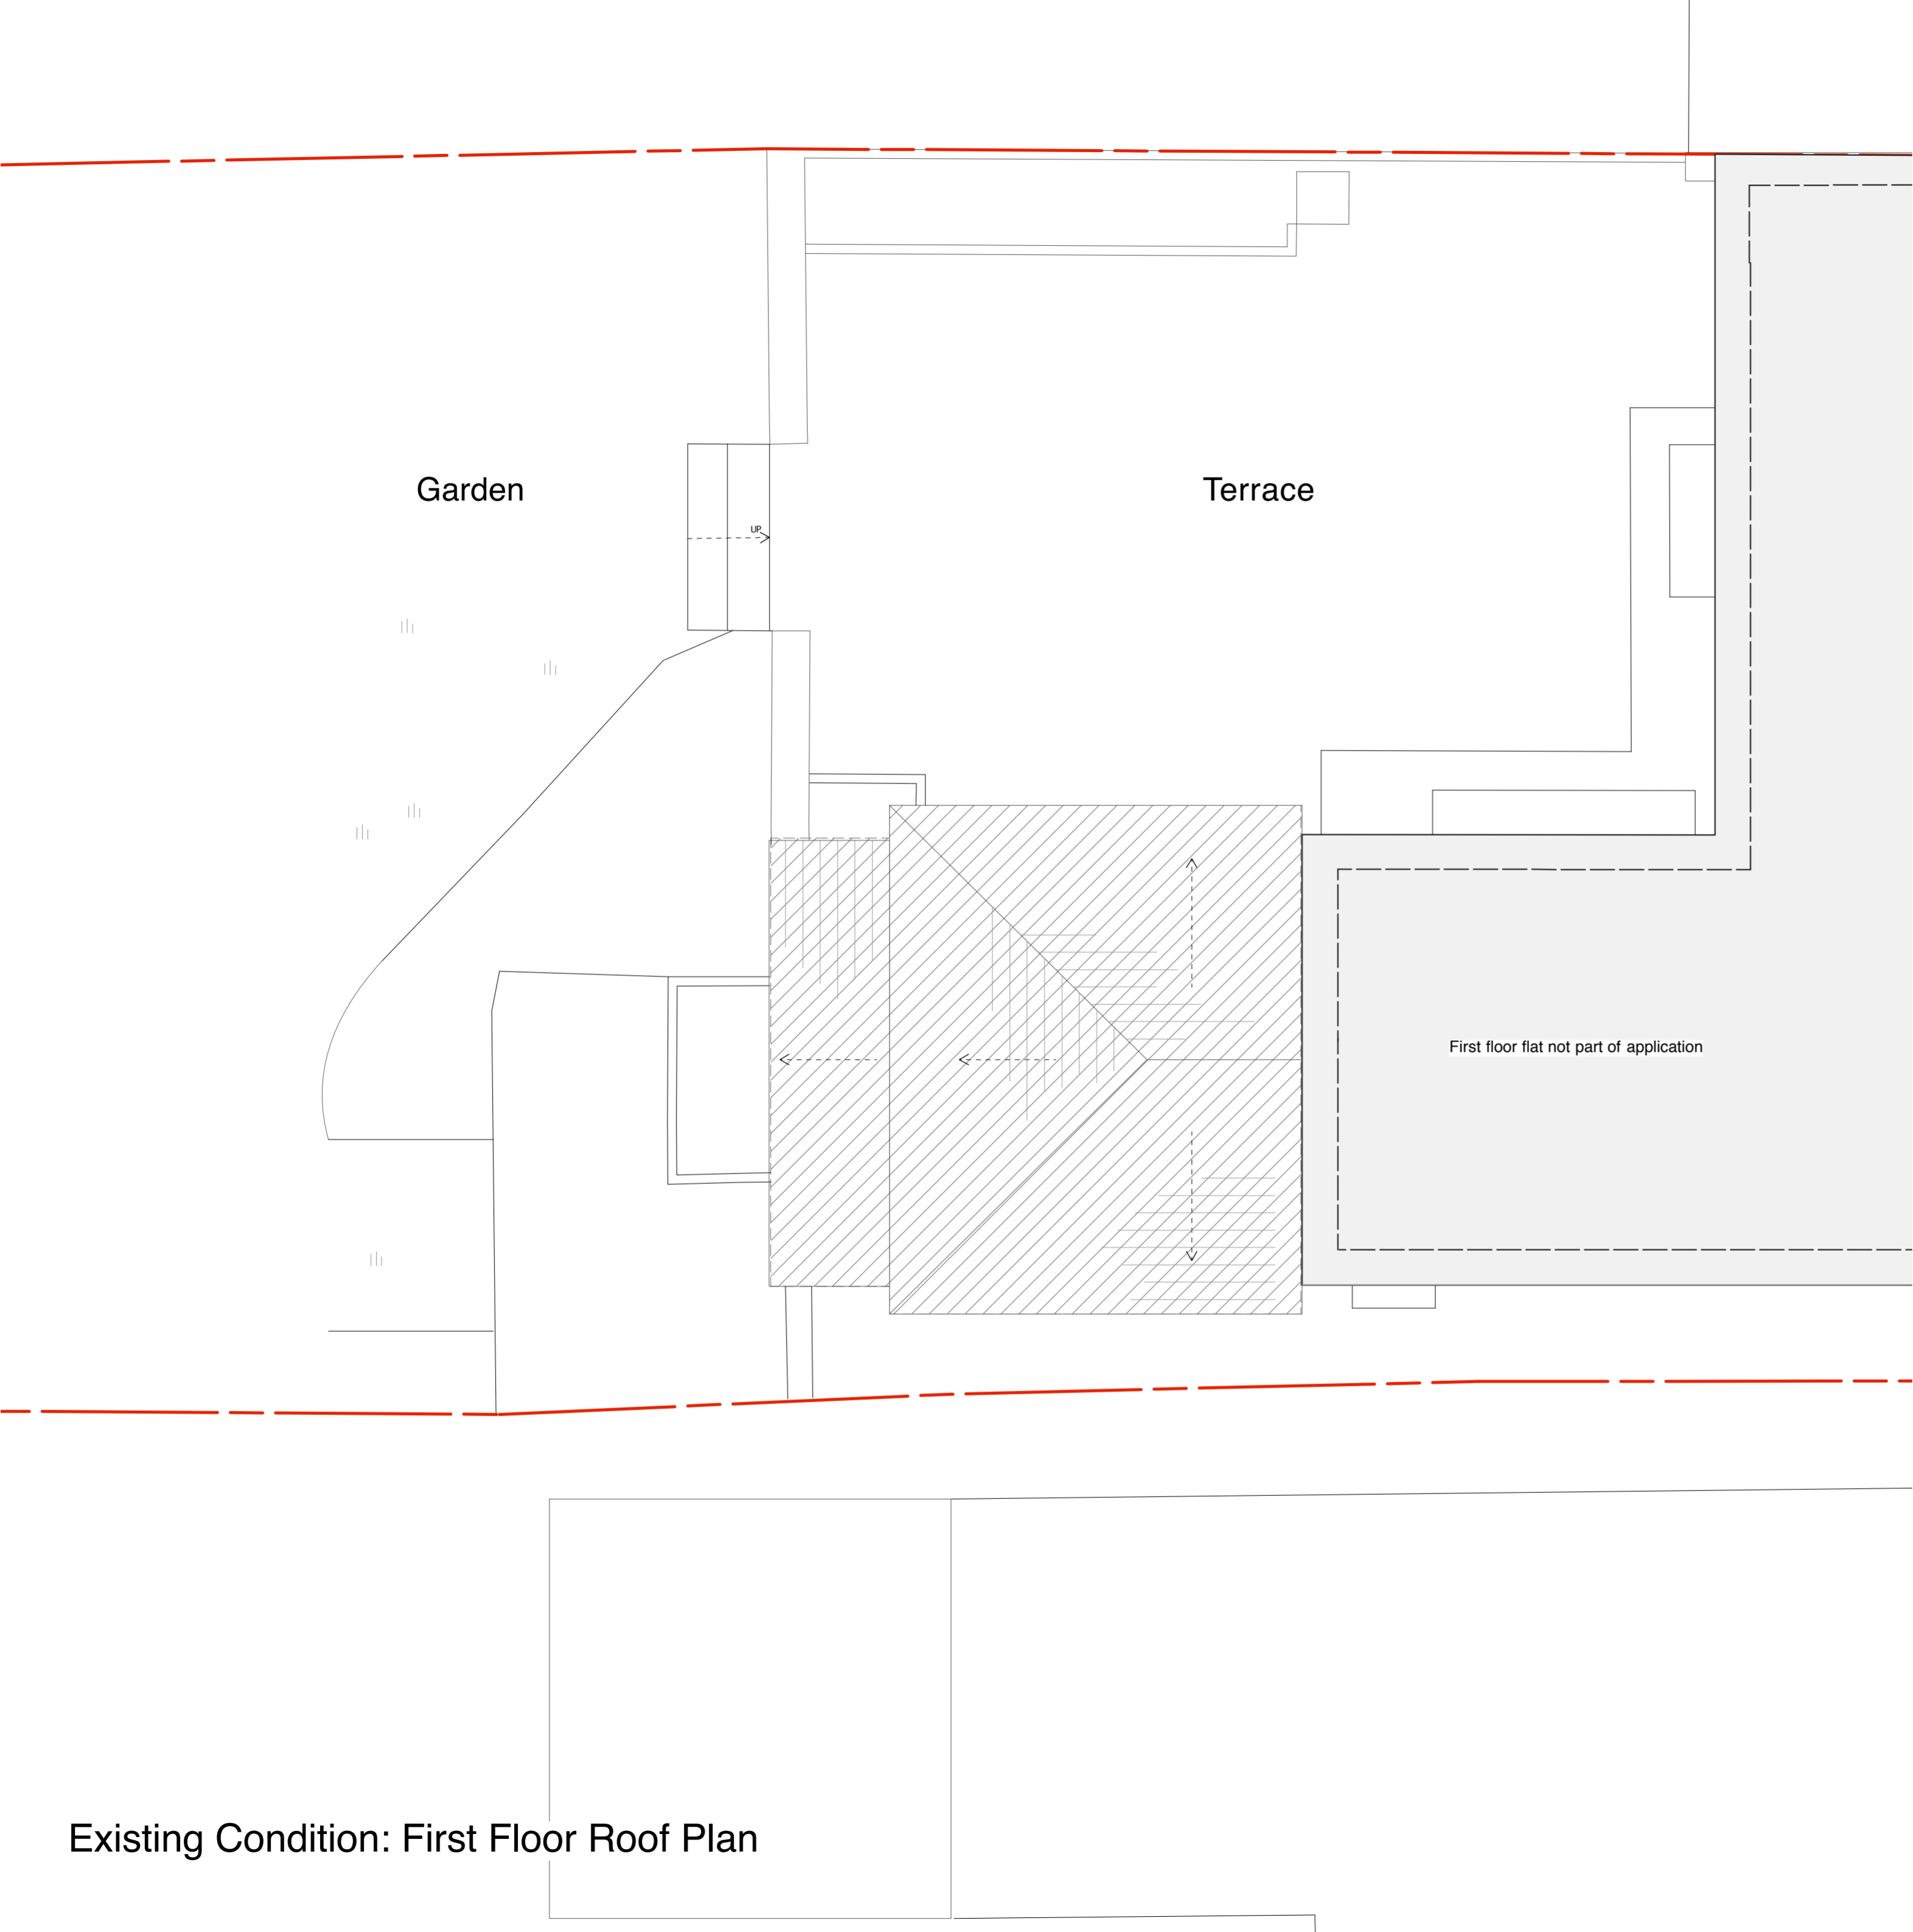 Garden
Terrace
UP
First floor flat not part of application
Existing Condition: First Floor Roof Plan